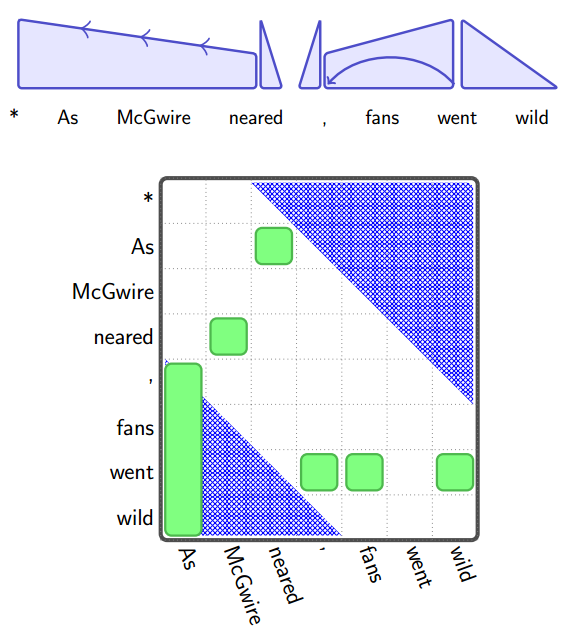 * As McGwire neared , fans went wild
*
As
McGwire
neared
,
fans
went
wild
As McGwire neared , fans went wild